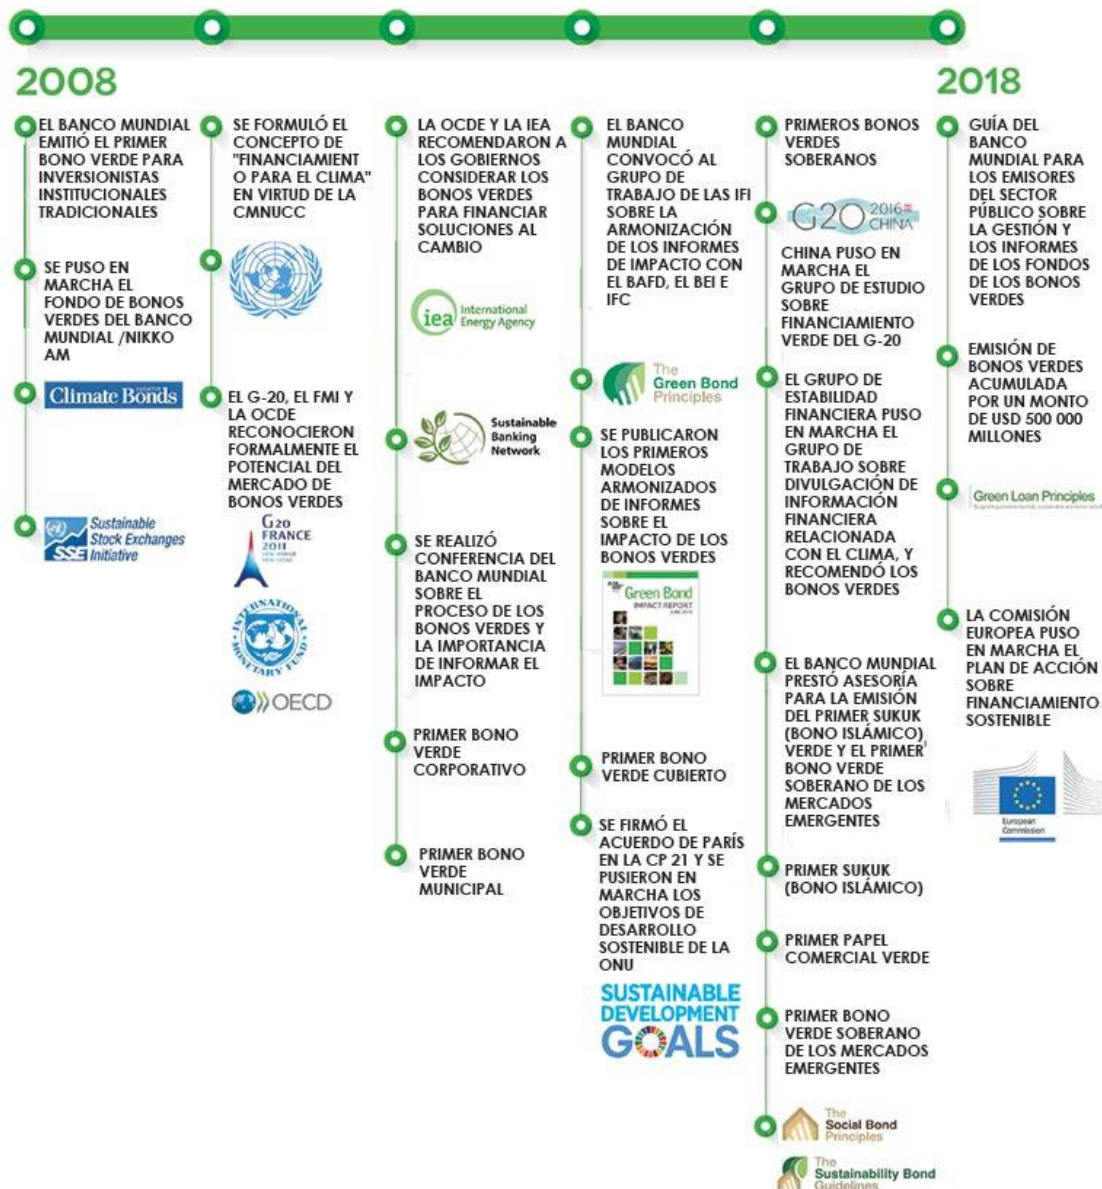 2008
EL BANCO MUNDIAL
EMITIÓ EL PRIMER
BONO VERDE PARA
INVERSIONISTAS
INSTITUCIONALES
TRADICIONALES
SE PUSO EN
MARCHA EL
FONDO DE BONOS
VERDES DEL BANCO
MUNDIAL /NIKKO
AM
Climate Bonds
Sustainable
Stock Exchanges
Initiative
SSE
SE FORMULÓ EL
CONCEPTO DE
"FINANCIAMIENT
O PARA EL CLIMA"
EN VIRTUD DE LA
CMNUCC
EL G-20, EL FMI Y
LA OCDE
RECONOCIERON
FORMALMENTE EL
POTENCIAL DEL
MERCADO DE
BONOS VERDES
G20
FRANCE
2011
INTERNATIONAL
MONETARY FUND
OECD
LA OCDE Y LA IEA
RECOMENDARON A
LOS GOBIERNOS
CONSIDERAR LOS
BONOS VERDES
PARA FINANCIAR
SOLUCIONES AL
CAMBIO
iea International
Energy Agency
Sustainable
Banking
Network
SE REALIZÓ
CONFERENCIA DEL
BANCO MUNDIAL
SOBRE EL
PROCESO DE LOS
BONOS VERDES Y
LA IMPORTANCIA
DE INFORMAR EL
IMPACTO
PRIMER BONO
VERDE
CORPORATIVO
PRIMER BONO
VERDE
MUNICIPAL
EL BANCO
MUNDIAL
CONVOCÓ AL
GRUPO DE
TRABAJO DE LAS IFI
SOBRE LA
ARMONIZACIÓN
DE LOS INFORMES
DE IMPACTO CON
EL BAFD, EL BEI E
IFC
The
Green Bond
Principles
SE PUBLICARON
LOS PRIMEROS
MODELOS
ARMONIZADOS
DE INFORMES
SOBRE EL
IMPACTO DE LOS
BONOS VERDES
Green Bond
IMPACT REPORT
PRIMER BONO
VERDE CUBIERTO
SE FIRMÓ EL
ACUERDO DE PARÍS
EN LA CP 21 Y SE
PUSIERON EN
MARCHA LOS
OBJETIVOS DE
DESARROLLO
SOSTENIBLE DE LA
ONU
SUSTAINABLE
DEVELOPMENT
GOALS
PRIMEROS BONOS
VERDES
SOBERANOS
G20 2016
CHINA
CHINA PUSO EN
MARCHA EL
GRUPO DE ESTUDIO
SOBRE
FINANCIAMIENTO
VERDE DEL G-20
EL GRUPO DE
ESTABILIDAD
FINANCIERA PUSO
EN MARCHA EL
GRUPO DE
TRABAJO SOBRE
DIVULGACIÓN DE
INFORMACIÓN
FINANCIERA
RELACIONADA
CON EL CLIMA, Y
RECOMENDÓ LOS
BONOS VERDES
EL BANCO MUNDIAL
PRESTÓ ASESORÍA
PARA LA EMISIÓN
DEL PRIMER SUKUK
(BONO ISLÁMICO)
VERDE Y EL PRIMER
BONO VERDE
SOBERANO DE LOS
MERCADOS
EMERGENTES
PRIMER SUKUK
(BONO ISLÁMICO)
PRIMER PAPEL
COMERCIAL VERDE
PRIMER BONO
VERDE SOBERANO
DE LOS MERCADOS
EMERGENTES
The
Social Bond
Principles
The
Sustainability Bond
Guidelines
2018
GUÍA DEL
BANCO
MUNDIAL PARA
LOS EMISORES
DEL SECTOR
PÚBLICO SOBRE
LA GESTIÓN Y
LOS INFORMES
DE LOS FONDOS
DE LOS BONOS
VERDES
EMISIÓN DE
BONOS VERDES
ACUMULADA
POR UN MONTO
DE USD 500 000
MILLONES
Green Loan Principles
LA COMISIÓN
EUROPEA PUSO
EN MARCHA EL
PLAN DE ACCIÓN
SOBRE
FINANCIAMIENTO
SOSTENIBLE
European
Commission